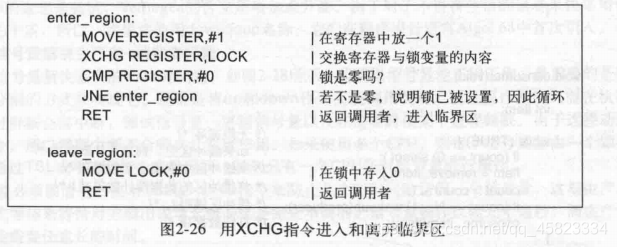 enter_region:
MOVE REGISTER,#1 | 在寄存器中放一个1
XCHG REGISTER,LOCK | 交换寄存器与锁变量的内容
CMP REGISTER,#0 | 锁是零吗？
JNE enter_region | 若不是零，说明锁已被设置，因此循环
RET | 返回调用者，进入临界区
leave_region:
MOVE LOCK,#0 | 在锁中存入0
RET | 返回调用者
图2-26 用XCHG指令进入和离开临界区